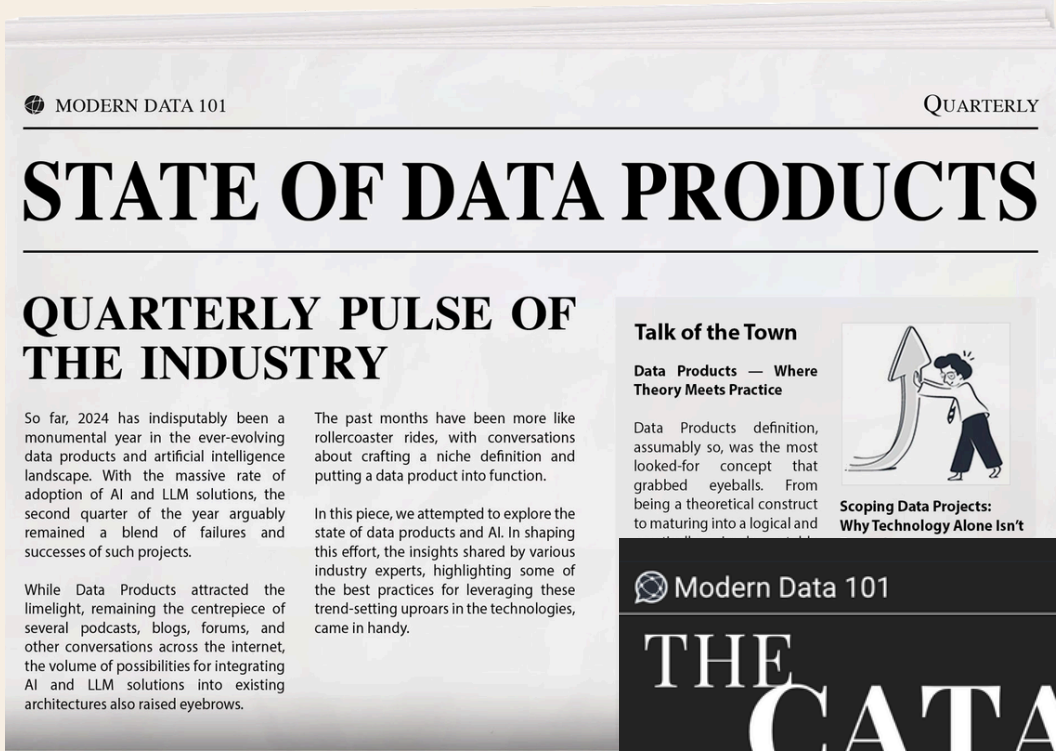 MODERN DATA 101
QUARTERLY
STATE OF DATA PRODUCTS
QUARTERLY PULSE OF
THE INDUSTRY
So far, 2024 has indisputably been a
monumental year in the ever-evolving
data products and artificial intelligence
landscape. With the massive rate of
adoption of AI and LLM solutions, the
second quarter of the year arguably
remained a blend of failures and
successes of such projects.
While Data Products attracted the
limelight, remaining the centrepiece of
several podcasts, blogs, forums, and
other conversations across the internet,
the volume of possibilities for integrating
AI and LLM solutions into existing
architectures also raised eyebrows.
The past months have been more like
rollercoaster rides, with conversations
about crafting a niche definition and
putting a data product into function.
In this piece, we attempted to explore the
state of data products and AI. In shaping
this effort, the insights shared by various
industry experts, highlighting some of
the best practices for leveraging these
trend-setting uproars in the technologies,
came in handy.
Talk of the Town
Data Products — Where
Theory Meets Practice
Data Products definition,
assumably so, was the most
looked-for concept that
grabbed eyeballs. From
being a theoretical construct
to maturing into a logical and
Scoping Data Projects:
Why Technology Alone Isn't
Modern Data 101
THE
CATA